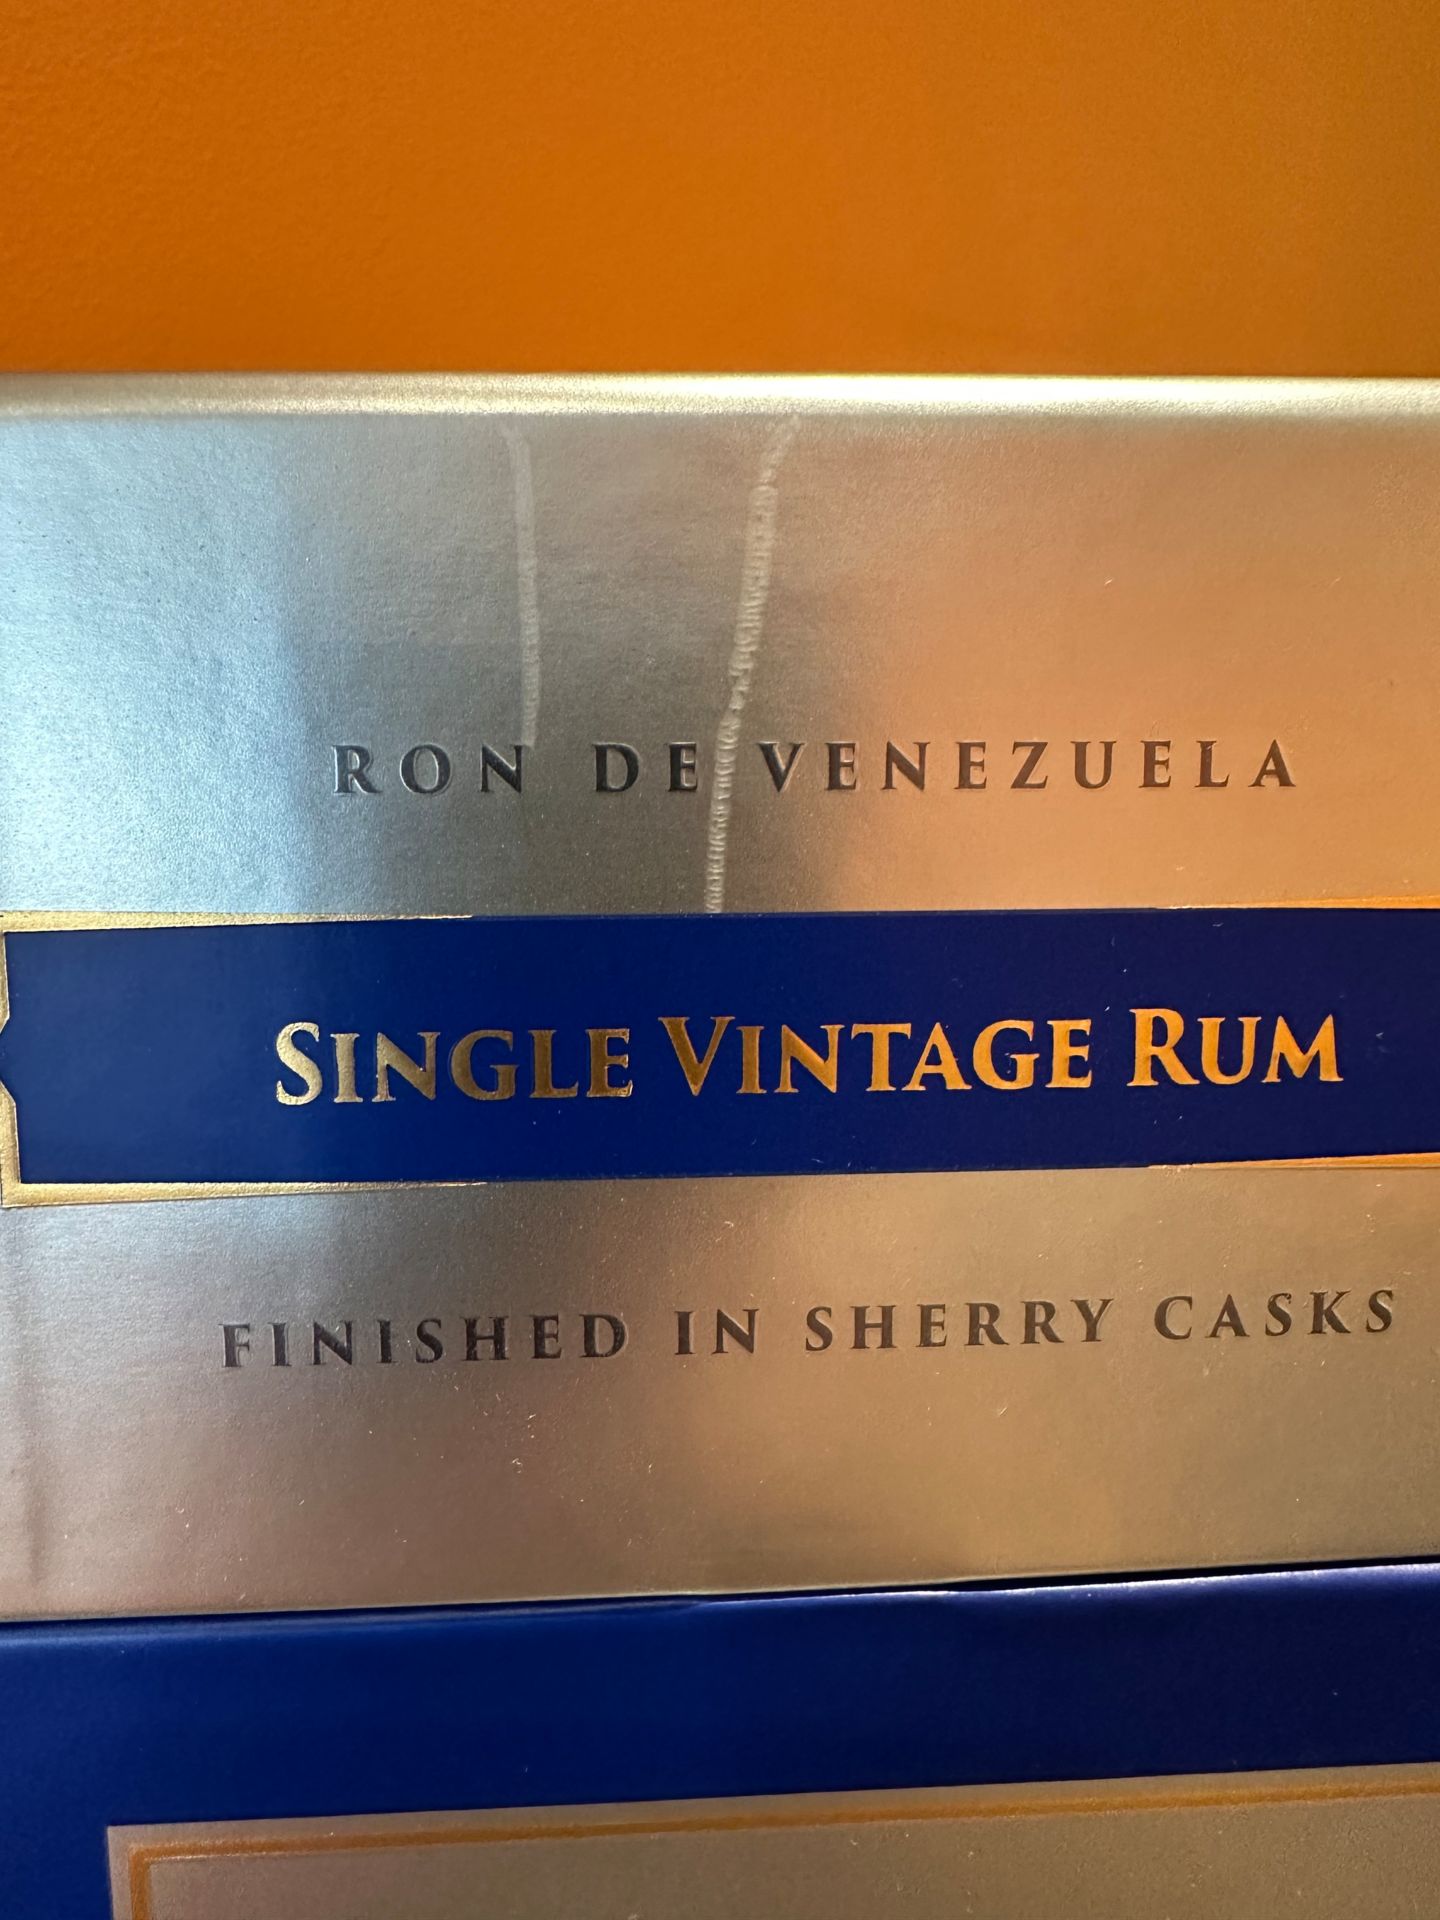 RON DE VENEZUELA
SINGLE VINTAGE RUM
FINISHED IN SHERRY CASKS